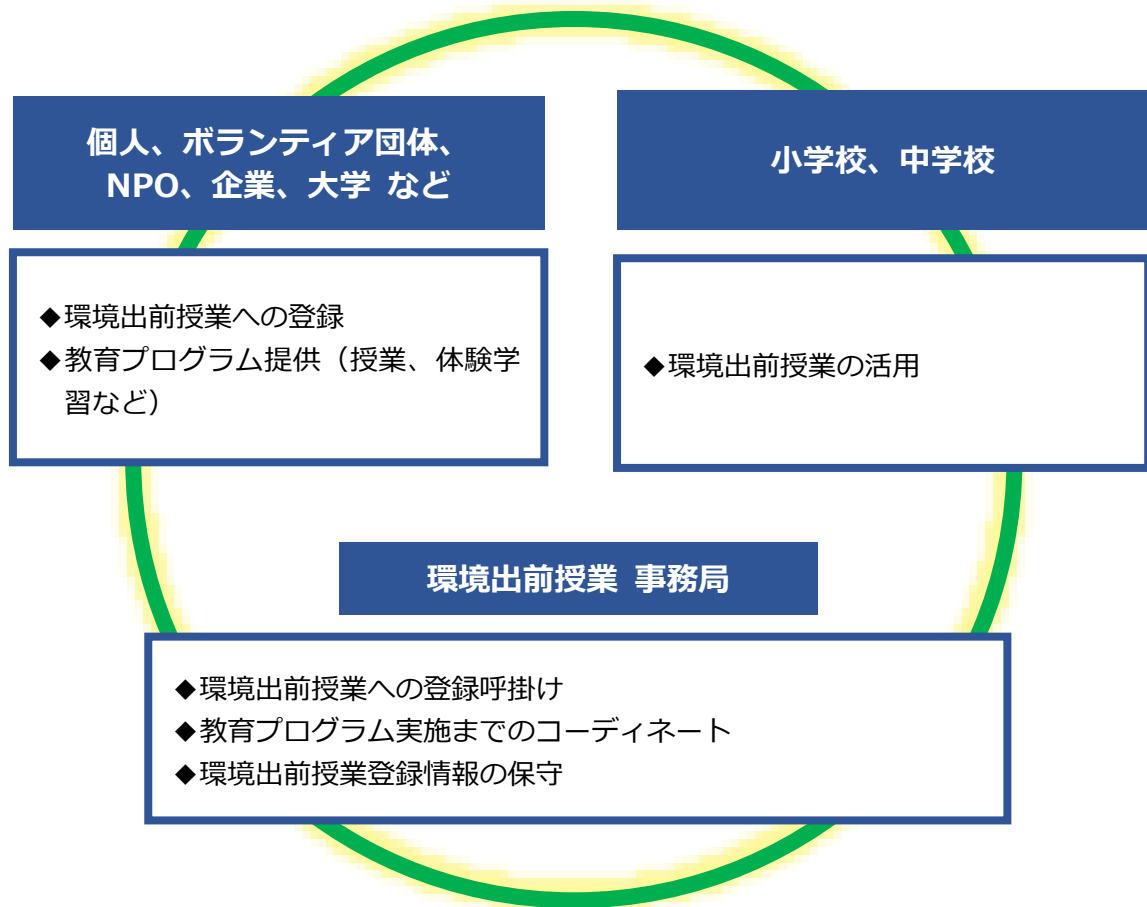 個人、ボランティア団体、
NPO、企業、大学 など
◆環境出前授業への登録
◆教育プログラム提供（授業、体験学
習など）
小学校、中学校
◆環境出前授業の活用
環境出前授業 事務局
◆環境出前授業への登録呼掛け
◆教育プログラム実施までのコーディネート
◆環境出前授業登録情報の保守